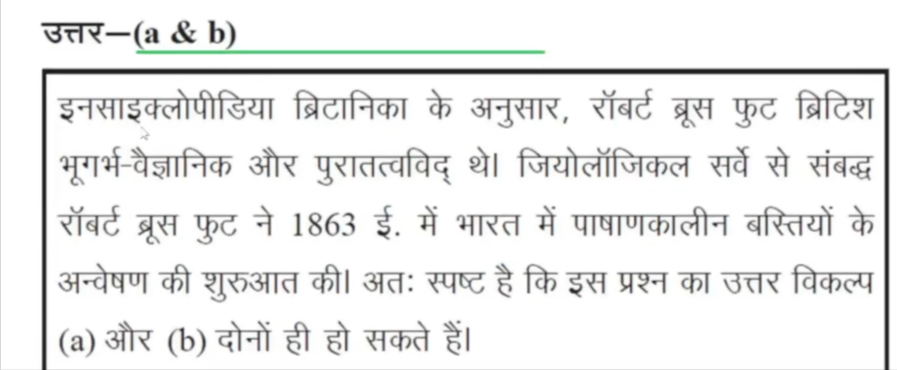 उत्तर–(a & b)
इनसाइक्लोपीडिया ब्रिटानिका के अनुसार, रॉबर्ट ब्रूस फुट ब्रिटिश
भूगर्भ-वैज्ञानिक और पुरातत्वविद् थे। जियोलॉजिकल सर्वे से संबद्ध
रॉबर्ट ब्रूस फुट ने 1863 ई. में भारत में पाषाणकालीन बस्तियों के
अन्वेषण की शुरुआत की। अतः स्पष्ट है कि इस प्रश्न का उत्तर विकल्प
(a) और (b) दोनों ही हो सकते हैं।